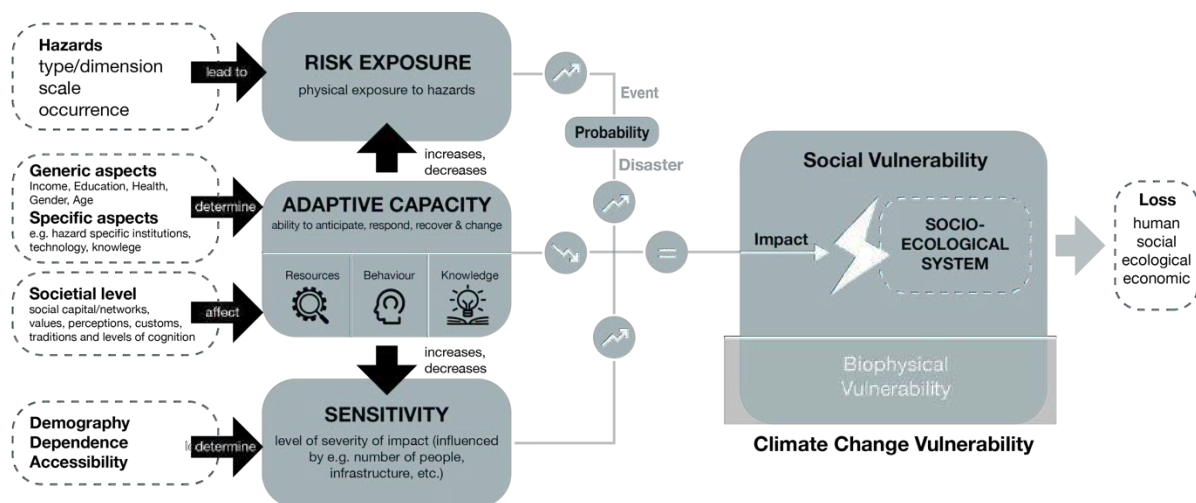 Hazards
type/dimension
scale
occurrence
lead to
RISK EXPOSURE
physical exposure to hazards
increases,
decreases
Generic aspects
Income, Education, Health,
Gender, Age
Specific aspects
e.g. hazard specific institutions,
technology, knowlege
determine
ADAPTIVE CAPACITY
ability to anticipate, respond, recover & change
Resources
Behaviour
Knowledge
Societial level
social capital/networks,
values, perceptions, customs,
traditions and levels of cognition
affect
increases,
decreases
Demography
Dependence
Accessibility
determine
SENSITIVITY
level of severity of impact (influenced
by e.g. number of people,
infrastructure, etc.)
Event
Probability
Disaster
=
Social Vulnerability
Impact
SOCIO-
ECOLOGICAL
SYSTEM
Biophysical
Vulnerability
Climate Change Vulnerability
Loss
human
social
ecological
economic